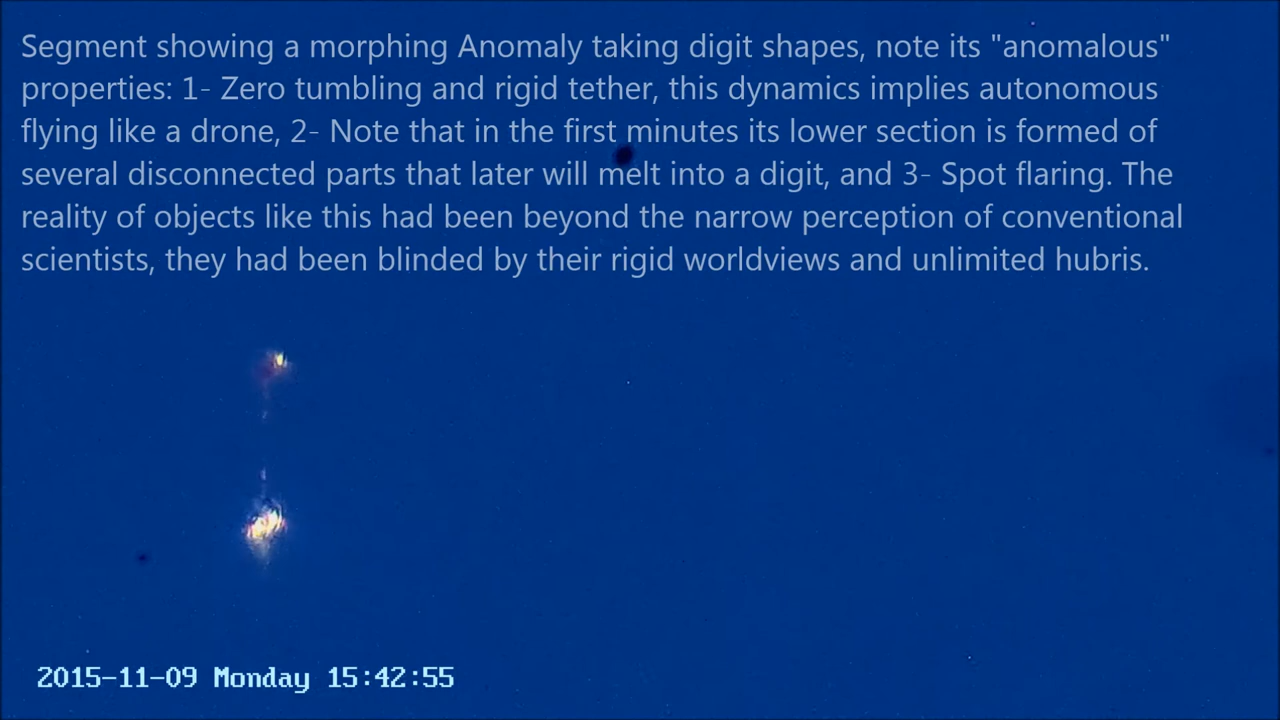 Segment showing a morphing Anomaly taking digit shapes, note its "anomalous"
properties: 1- Zero tumbling and rigid tether, this dynamics implies autonomous
flying like a drone, 2- Note that in the first minutes its lower section is formed of
several disconnected parts that later will melt into a digit, and 3- Spot flaring. The
reality of objects like this had been beyond the narrow perception of conventional
scientists, they had been blinded by their rigid worldviews and unlimited hubris.
2015-11-09 Monday 15:42:55